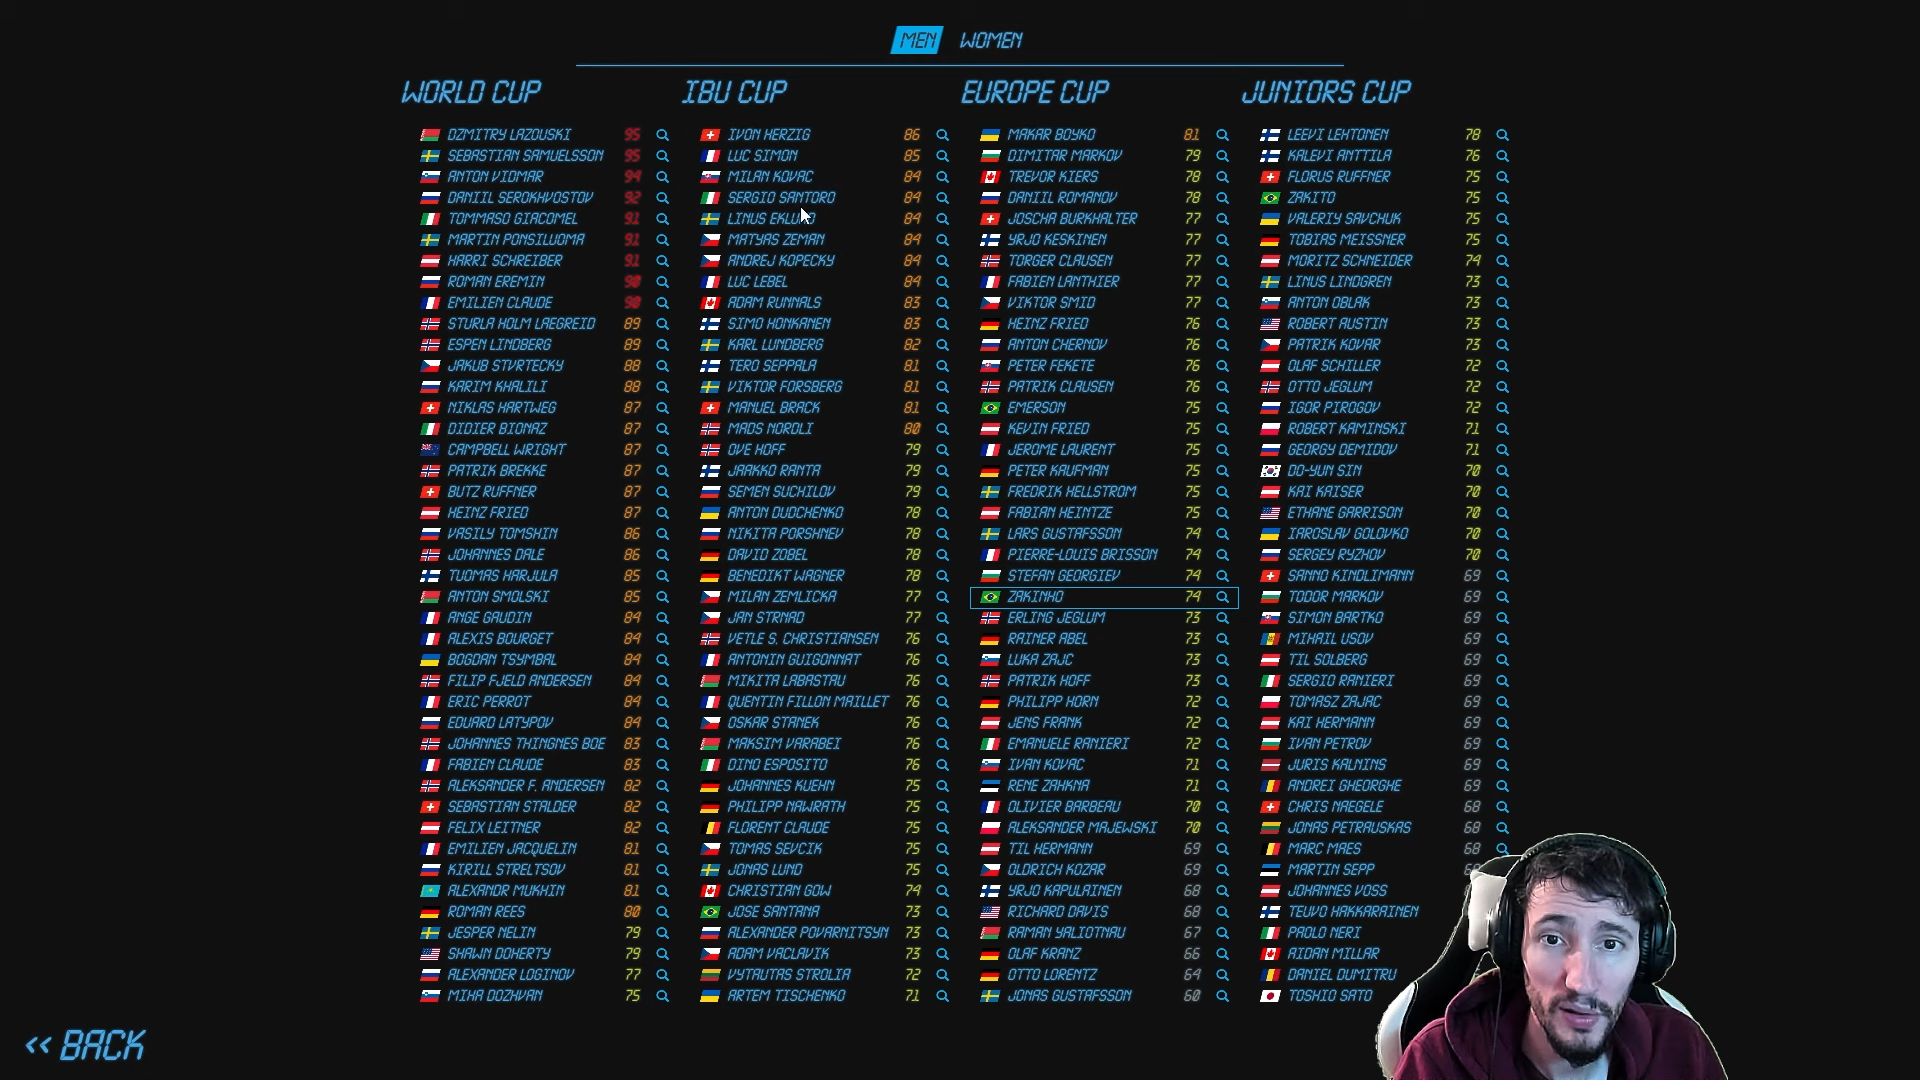 MEN WOMEN
WORLD CUP
DZMITRY LAZOUSKI 95
SEBASTIAN SAMUELSSON 95
ANTON VIDMAR 94
DANIIL SEROKHVOSTOV 92
TOMMASO GIACOMEL 91
MARTIN PONSILUOMA 91
HARRI SCHREIBER 91
ROMAN EREMIN 90
EMILIEN CLAUDE 90
STURLA HOLM LAEGREID 89
ESPEN LINDBERG 89
JAKUB STVRTECKY 88
KARIM KHALILI 88
NIKLAS HARTWEG 87
DIDIER BIONAZ 87
CAMPBELL WRIGHT 87
PATRIK BREKKE 87
BUTZ RUFFNER 87
HEINZ FRIED 87
VASILY TOMSHIN 86
JOHANNES DALE 86
TUOMAS HARJULA 85
ANTON SMOLSKI 85
ANGE GAUDIN 84
ALEXIS BOURGET 84
BOGDAN TSYMBAL 84
FILIP FJELD ANDERSEN 84
ERIC PERROT 84
EDUARD LATYPOV 84
JOHANNES THINGNES BOE 83
FABIEN CLAUDE 83
ALEKSANDER F. ANDERSEN 82
SEBASTIAN STALDER 82
FELIX LEITNER 82
EMILIEN JACQUELIN 81
KIRILL STRELTSOV 81
ALEXANDR MUKHIN 81
ROMAN REES 80
JESPER NELIN 79
SHAWN DOHERTY 79
ALEXANDER LOGINOV 77
MIHA DOZHVAN 75
IBU CUP
IVON HERZIG 86
LUC SIMON 85
MILAN KOVAC 84
SERGIO SANTORO 84
LINUS EKLUND 84
MATYAS ZEMAN 84
ANDREJ KOPECKY 84
LUC LEBEL 84
ADAM RUNNALS 83
SIMO HONKANEN 83
KARL LUNDBERG 82
TERO SEPPALA 81
VIKTOR FORSBERG 81
MANUEL BRACK 81
MADS NORDLI 80
OVE HOFF 79
JAAKKO RANTA 79
SEMEN SUCHILOV 79
ANTON DUDCHENKO 78
NIKITA PORSHNEV 78
DAVID ZOBEL 78
BENEDIKT WAGNER 78
MILAN ZEMLICKA 77
JAN STRNAD 77
VETLE S. CHRISTIANSEN 76
ANTONIN GUIGONNAT 76
MIKITA LABASTAU 76
QUENTIN FILLON MAILLET 76
OSKAR STANEK 76
MAKSIM VARABEI 76
DINO ESPOSITO 76
JOHANNES KUEHN 75
PHILIPP NAWRATH 75
FLORENT CLAUDE 75
TOMAS SEVCIK 75
JONAS LUND 75
CHRISTIAN GOW 74
JOSE SANTANA 73
ALEXANDER POVARNITSYN 73
ADAM VACLAVIK 73
VYTAUTAS STROLIA 72
ARTEM TISCHENKO 71
EUROPE CUP
MAKAR BOYKO 81
DIMITAR MARKOV 79
TREVOR KIERS 78
DANIIL ROMANOV 78
JOSCHA BURKHALTER 77
YRJO KESKINEN 77
TORGER CLAUSEN 77
FABIEN LANTHIER 77
VIKTOR SMID 77
HEINZ FRIED 76
ANTON CHERNOV 76
PETER FEKETE 76
PATRIK CLAUSEN 76
EMERSON 75
KEVIN FRIED 75
JEROME LAURENT 75
PETER KAUFMAN 75
FREDRIK HELLSTROM 75
FABIAN HEINTZE 75
LARS GUSTAFSSON 74
PIERRE-LOUIS BRISSON 74
STEFAN GEORGIEV 74
ZAKINHO 74
ERLING JEGLUM 73
RAINER ABEL 73
LUKA ZAJC 73
PATRIK HOFF 73
PHILIPP HORN 72
JENS FRANK 72
EMANUELE RANIERI 72
IVAN KOVAC 71
RENE ZAHKNA 71
OLIVIER BARBEAU 70
ALEKSANDER MAJEWSKI 70
TIL HERMANN 69
OLDRICH KOZAR 69
YRJO KAPULAINEN 68
RICHARD DAVIS 68
RAMAN YALIOTNAU 67
OLAF KRANZ 66
OTTO LORENTZ 64
JONAS GUSTAFSSON 60
JUNIORS CUP
LEEVI LEHTONEN 78
KALEVI ANTTILA 76
FLORUS RUFFNER 75
ZAKITO 75
VALERIY SAVCHUK 75
TOBIAS MEISSNER 75
MORITZ SCHNEIDER 74
LINUS LINDGREN 73
ANTON OBLAK 73
ROBERT AUSTIN 73
PATRIK KOVAR 73
OLAF SCHILLER 72
OTTO JEGLUM 72
IGOR PIROGOV 72
ROBERT KAMINSKI 71
GEORGY DEMIDOV 71
DO-YUN SIN 70
KAI KAISER 70
ETHANE GARRISON 70
IAROSLAV GOLOVKO 70
SERGEY RYZHOV 70
SANNO KINDLIMANN 69
TODOR MARKOV 69
SIMON BARTKO 69
MIHAIL USOV 69
TIL SOLBERG 69
SERGIO RANIERI 69
TOMASZ ZAJAC 69
KAI HERMANN 69
IVAN PETROV 69
JURIS KALNINS 69
ANDREI GHEORGHE 69
CHRIS NAEGELE 68
JONAS PETRAUSKAS 68
MARC MAES 68
MARTIN SEPP 68
JOHANNES VOSS
TEUVO HAKKARAINEN
PAOLO NERI
AIDAN MILLAR
DANIEL DUMITRU
TOSHIO SATO
<< BACK